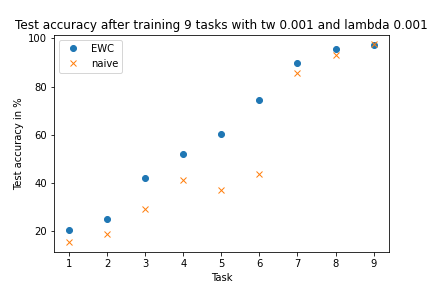 Test accuracy after training 9 tasks with tw 0.001 and lambda 0.001
EWC
naive
100
80
60
40
20
Test accuracy in %
1 2 3 4 5 6 7 8 9
Task